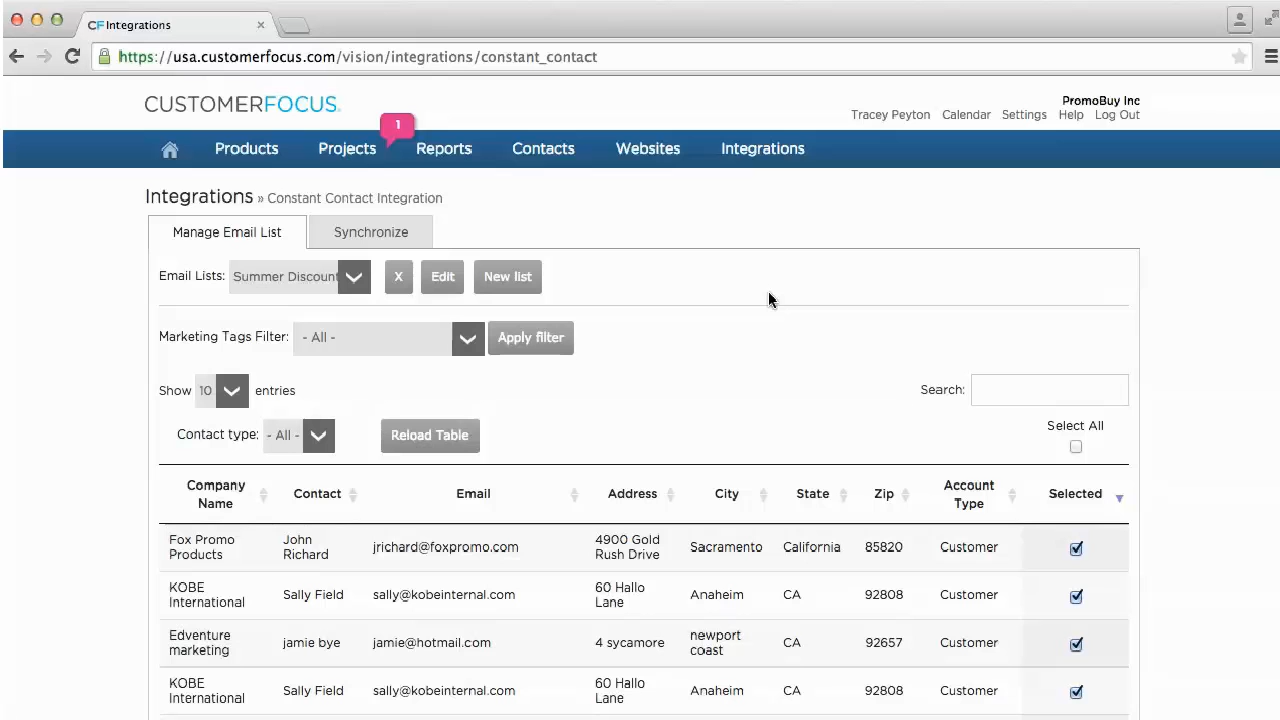 CF Integrations
https://usa.customerfocus.com/vision/integrations/constant_contact
CUSTOMERFOCUS
PromoBuy Inc
Tracey Peyton Calendar Settings Help Log Out
1
Products Projects Reports Contacts Websites Integrations
Integrations » Constant Contact Integration
Manage Email List Synchronize
Email Lists: Summer Discount X Edit New list
Marketing Tags Filter: - All - Apply filter
Show 10 entries Search:
Contact type: - All - Reload Table Select All
Company Name Contact Email Address City State Zip Account Type Selected
Fox Promo Products John Richard jrichard@foxpromo.com 4900 Gold Rush Drive Sacramento California 85820 Customer
KOBE International Sally Field sally@kobeinternal.com 60 Hallo Lane Anaheim CA 92808 Customer
Edventure marketing jamie bye jamie@hotmail.com 4 sycamore newport coast CA 92657 Customer
KOBE International Sally Field sally@kobeinternal.com 60 Hallo Lane Anaheim CA 92808 Customer